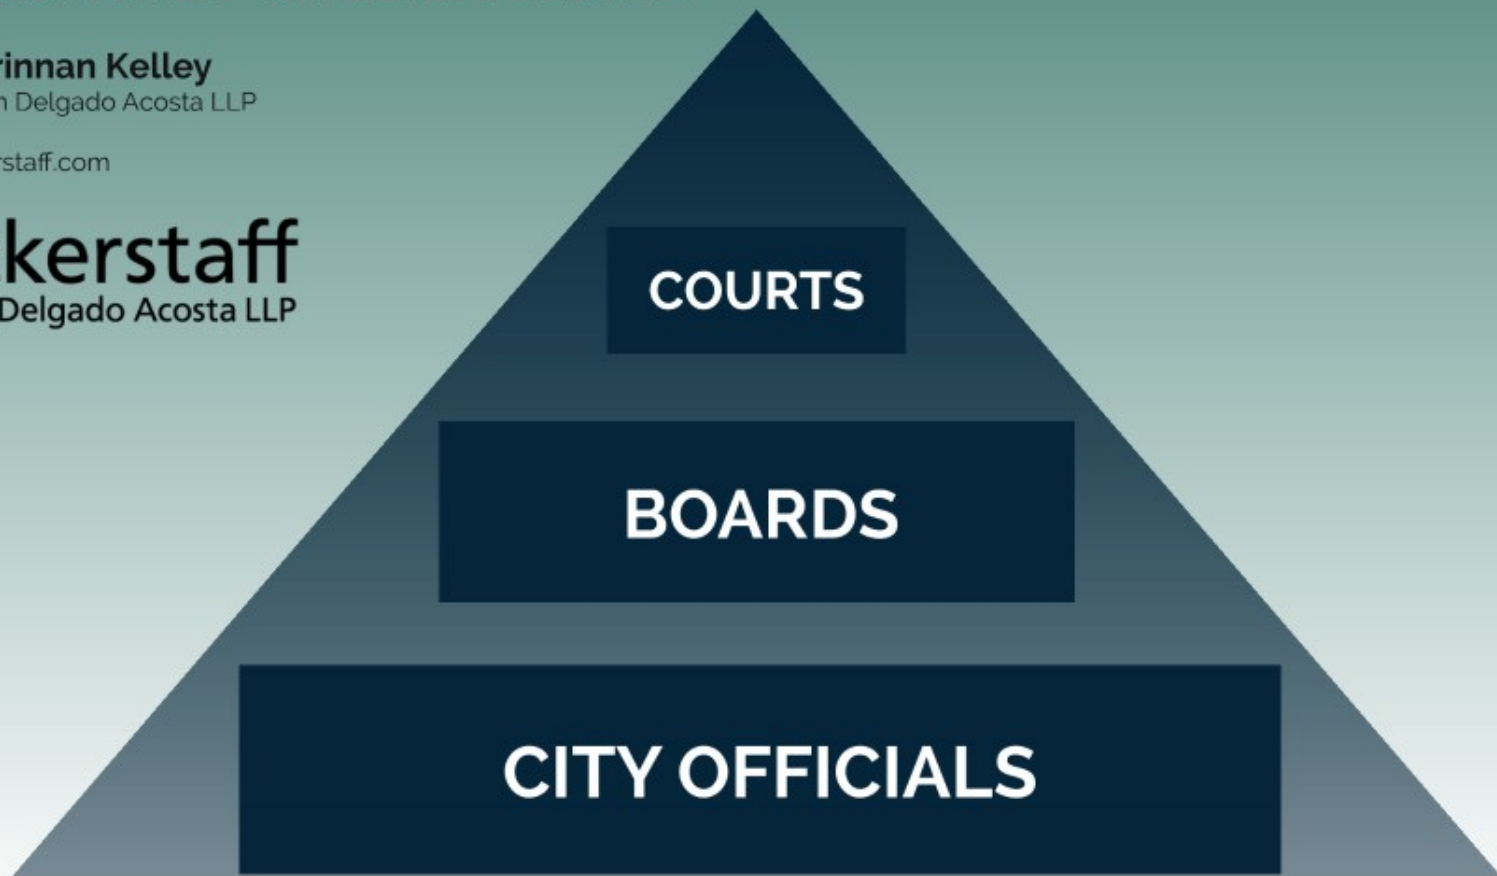 rinnan Kelley
n Delgado Acosta LLP
rstaff.com
kerstaff
Delgado Acosta LLP
COURTS
BOARDS
CITY OFFICIALS